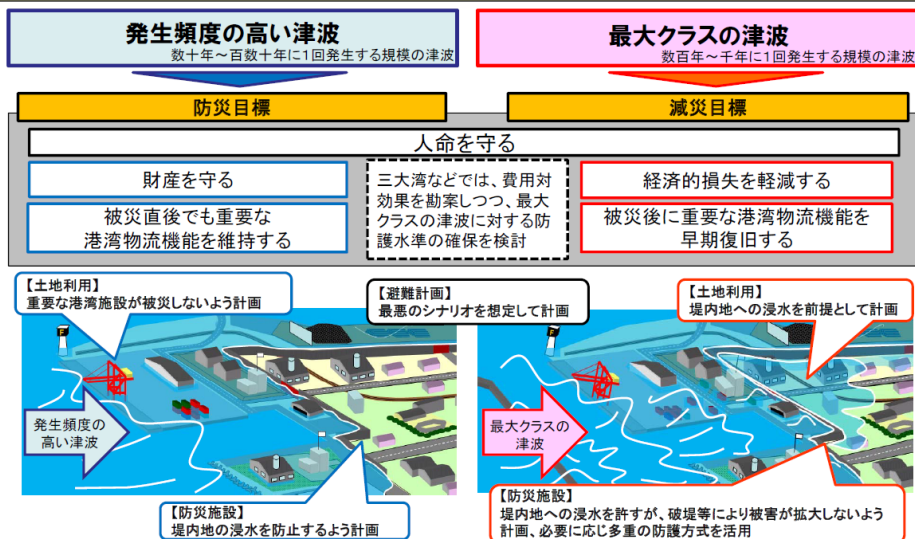 発生頻度の高い津波
数十年～百数十年に1回発生する規模の津波
最大クラスの津波
数百年～千年に1回発生する規模の津波
防災目標
減災目標
人命を守る
財産を守る
被災直後でも重要な
港湾物流機能を維持する
三大湾などでは、費用対
効果を勘案しつつ、最大
クラスの津波に対する防
護水準の確保を検討
経済的損失を軽減する
被災後に重要な港湾物流機能を
早期復旧する
【土地利用】
重要な港湾施設が被災しないよう計画
【避難計画】
最悪のシナリオを想定して計画
【土地利用】
堤内地への浸水を前提として計画
F
発生頻度の
高い津波
F
最大クラスの
津波
【防災施設】
堤内地の浸水を防止するよう計画
【防災施設】
堤内地への浸水を許すが、破堤等により被害が拡大しないよう
計画、必要に応じ多重の防護方式を活用